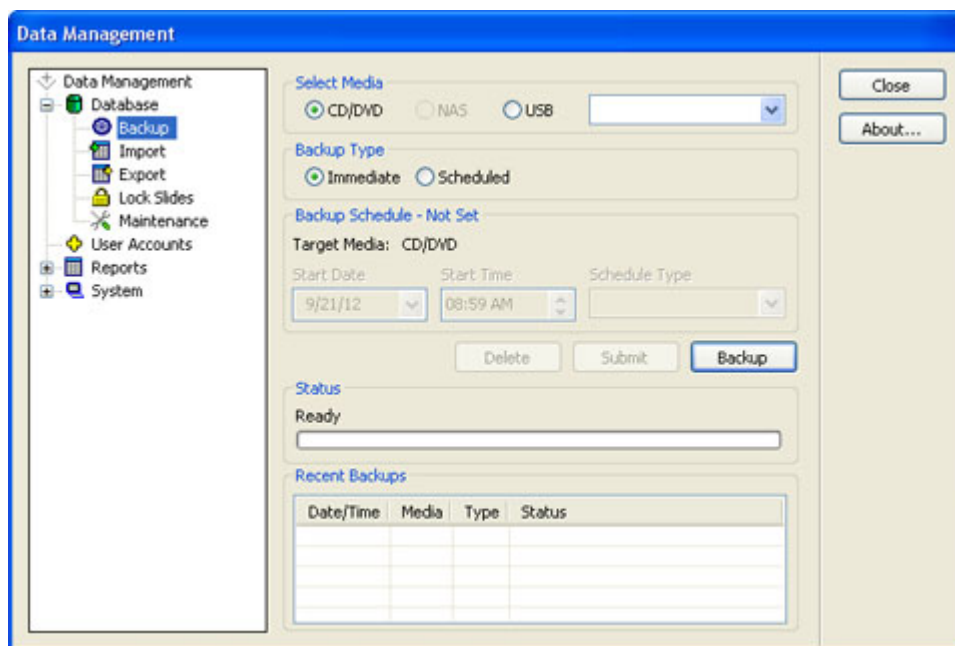 Data Management
Data Management
Database
Backup
Import
Export
Lock Slides
Maintenance
User Accounts
Reports
System
Select Media
CD/DVD NAS USB
Backup Type
Immediate Scheduled
Backup Schedule - Not Set
Target Media: CD/DVD
Start Date Start Time Schedule Type
9/21/12 08:59 AM
Delete Submit Backup
Status
Ready
Recent Backups
Date/Time Media Type Status
Close
About...